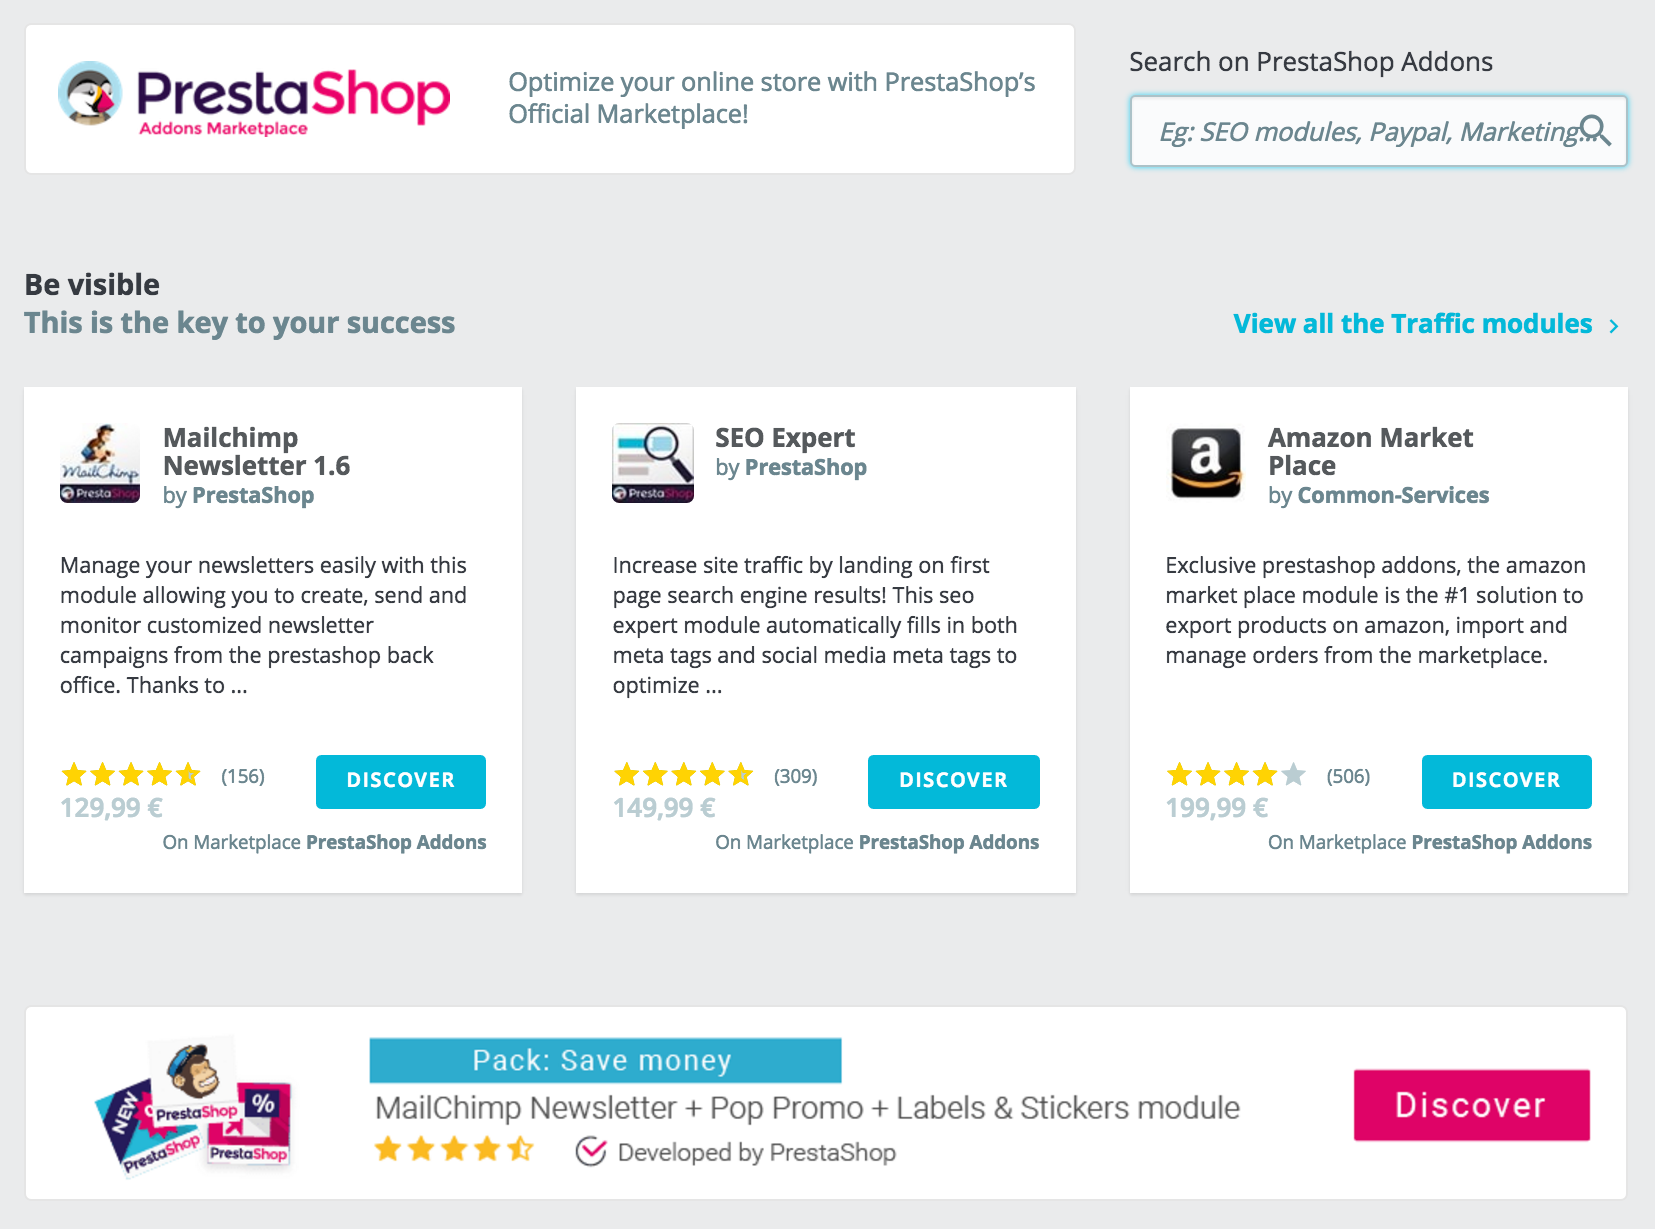 PrestaShop
Addons Marketplace
Optimize your online store with PrestaShop's
Official Marketplace!
Search on PrestaShop Addons
Eg: SEO modules, Paypal, Marketing...
Be visible
This is the key to your success
View all the Traffic modules
MailChimp
PrestaShop
Mailchimp
Newsletter 1.6
by PrestaShop
Manage your newsletters easily with this
module allowing you to create, send and
monitor customized newsletter
campaigns from the prestashop back
office. Thanks to ...
(156)
129,99 €
DISCOVER
On Marketplace PrestaShop Addons
PrestaShop
SEO Expert
by PrestaShop
Increase site traffic by landing on first
page search engine results! This seo
expert module automatically fills in both
meta tags and social media meta tags to
optimize ...
(309)
149,99 €
DISCOVER
On Marketplace PrestaShop Addons
a
Amazon Market
Place
by Common-Services
Exclusive prestashop addons, the amazon
market place module is the #1 solution to
export products on amazon, import and
manage orders from the marketplace.
(506)
199,99 €
DISCOVER
On Marketplace PrestaShop Addons
NEW
PrestaShop
%
PrestaShop
PrestaShop
Pack: Save money
MailChimp Newsletter + Pop Promo + Labels & Stickers module
Developed by PrestaShop
Discover